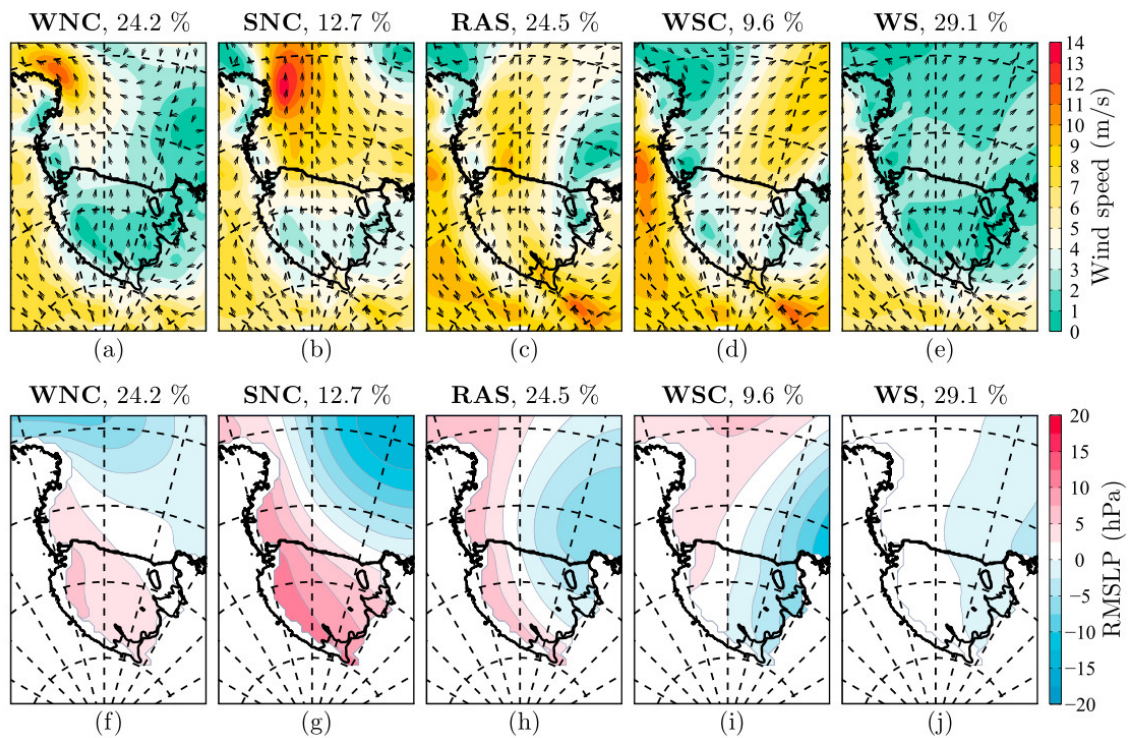 WNC, 24.2 %
SNC, 12.7 %
RAS, 24.5 %
WSC, 9.6 %
WS, 29.1 %
14
13
12
11
10
9
8
7
6
5
4
3
2
1
0
Wind speed (m/s)
(a)
(b)
(c)
(d)
(e)
WNC, 24.2 %
SNC, 12.7 %
RAS, 24.5 %
WSC, 9.6 %
WS, 29.1 %
20
15
10
5
0
−5
−10
−15
−20
RMSLP (hPa)
(f)
(g)
(h)
(i)
(j)